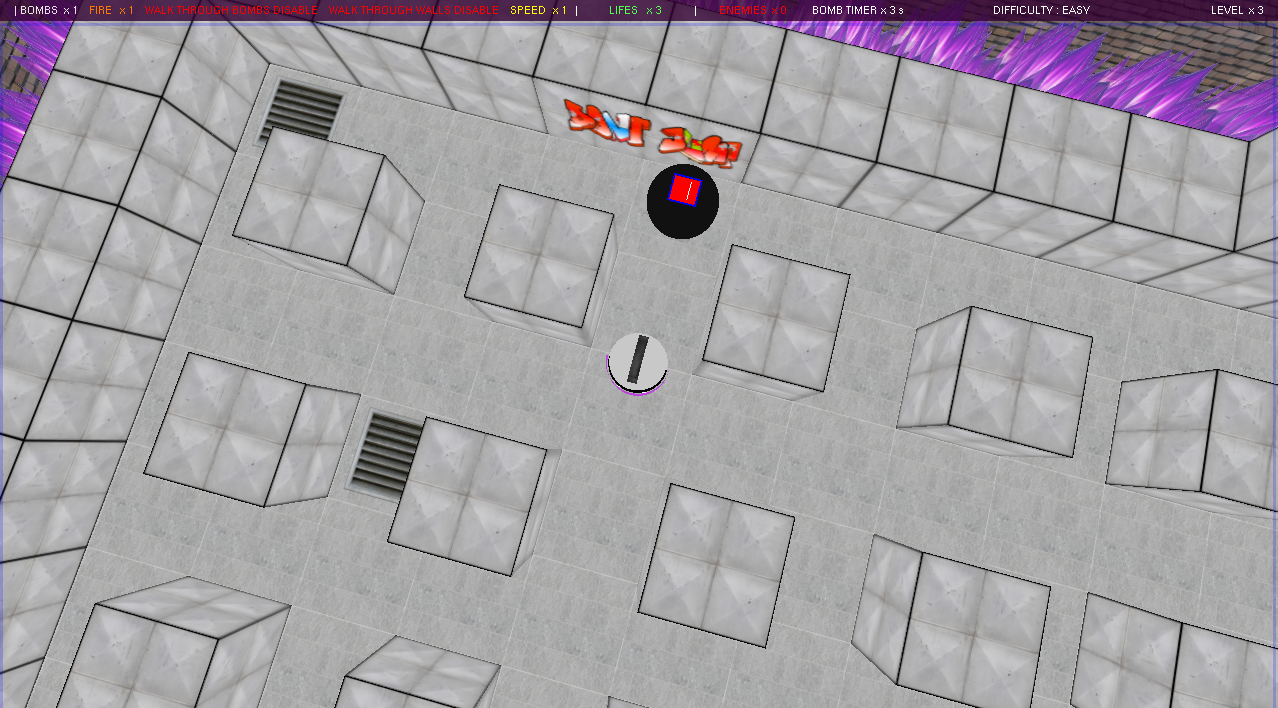 | BOMBS x 1 FIRE x 1 WALK THROUGH BOMBS DISABLE WALK THROUGH WALLS DISABLE SPEED x 1 | LIFES x 3 | ENEMIES x 0 BOMB TIMER x 3 s DIFFICULTY : EASY LEVEL x 3